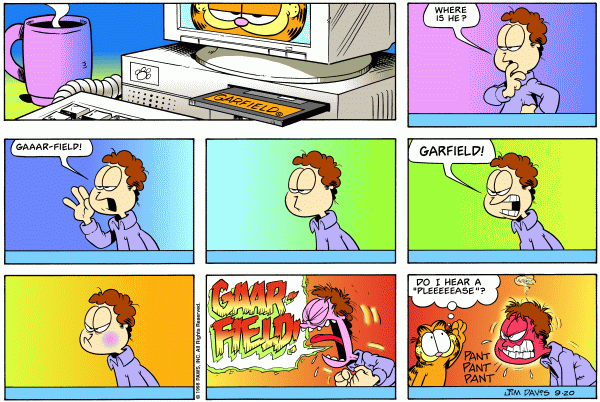 GARFIELD®
WHERE
IS HE?
GAAAR-FIELD!
GARFIELD!
© 1998 PAWS, INC. All Rights Reserved.
GAAR-
FIELD!
DO I HEAR A
"PLEEEEEASE"?
PANT
PANT
PANT
JIM DAVIS 9-20